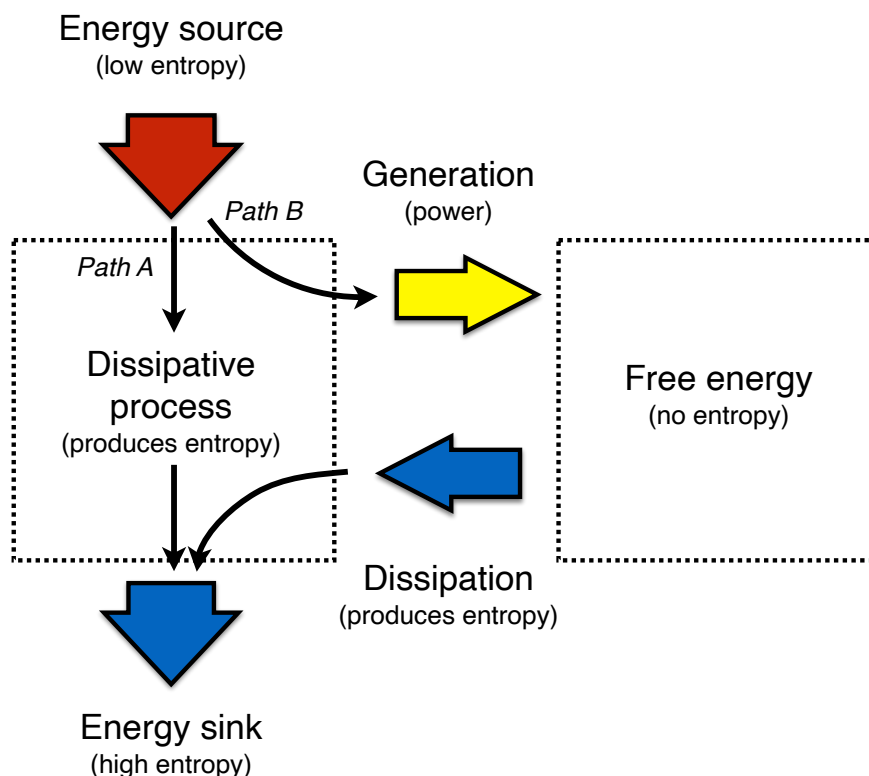 Energy source
(low entropy)
Generation
(power)
Path B
Path A
Dissipative
process
(produces entropy)
Free energy
(no entropy)
Dissipation
(produces entropy)
Energy sink
(high entropy)